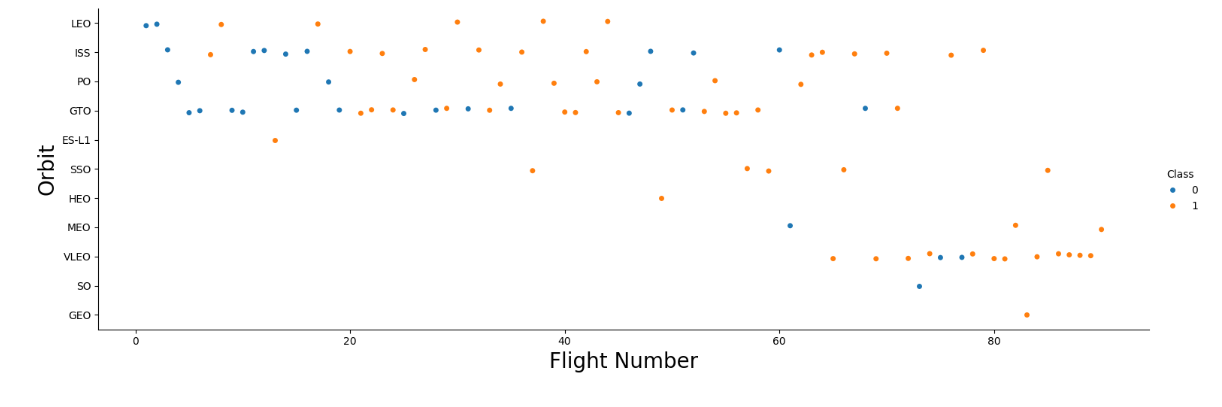 LEO
ISS
PO
GTO
ES-L1
SSO
HEO
MEO
VLEO
SO
GEO
Orbit
0 20 40 60 80
Flight Number
Class
0
1